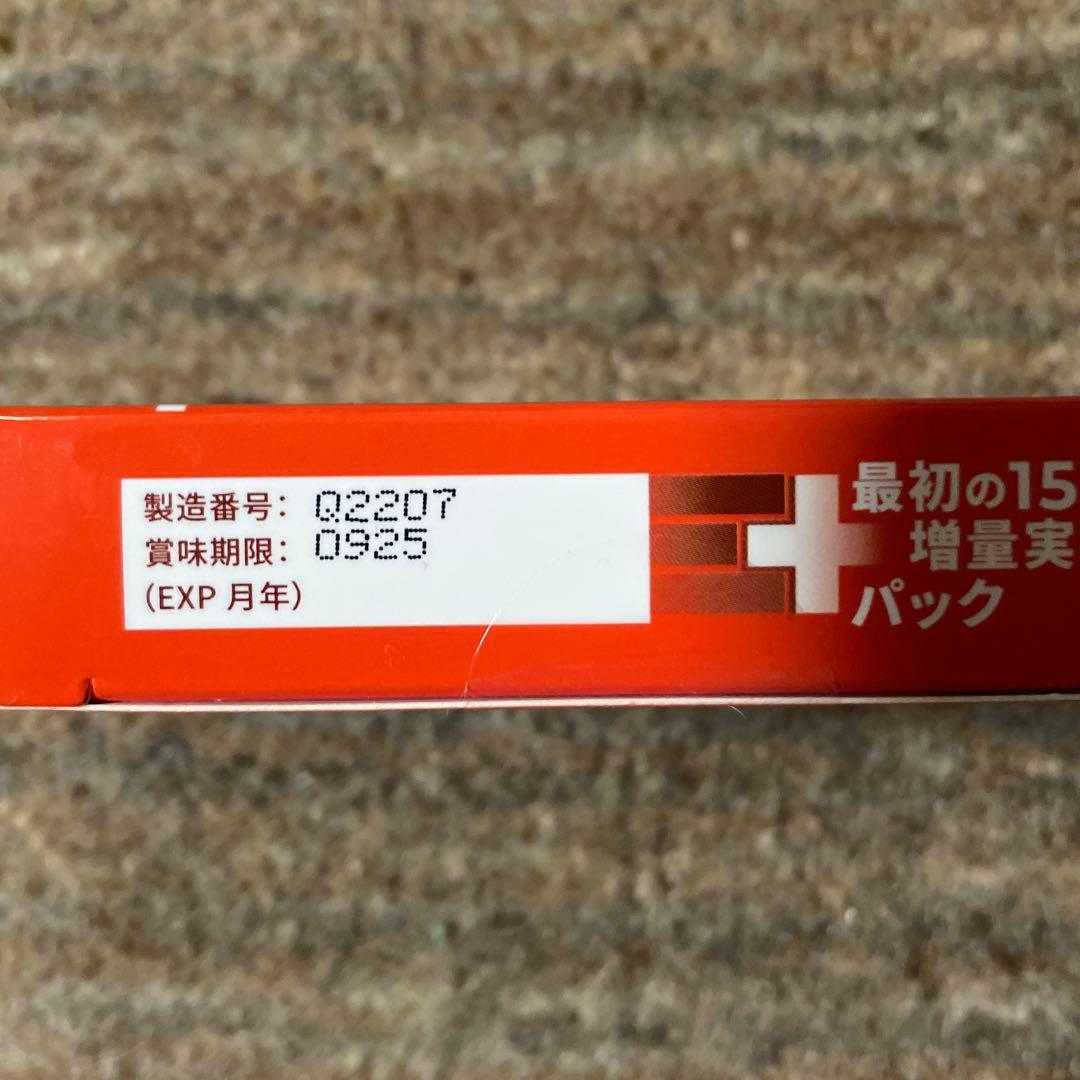 製造番号: Q2207
賞味期限: 0925
(EXP 月年)
最初の15
増量実
パック